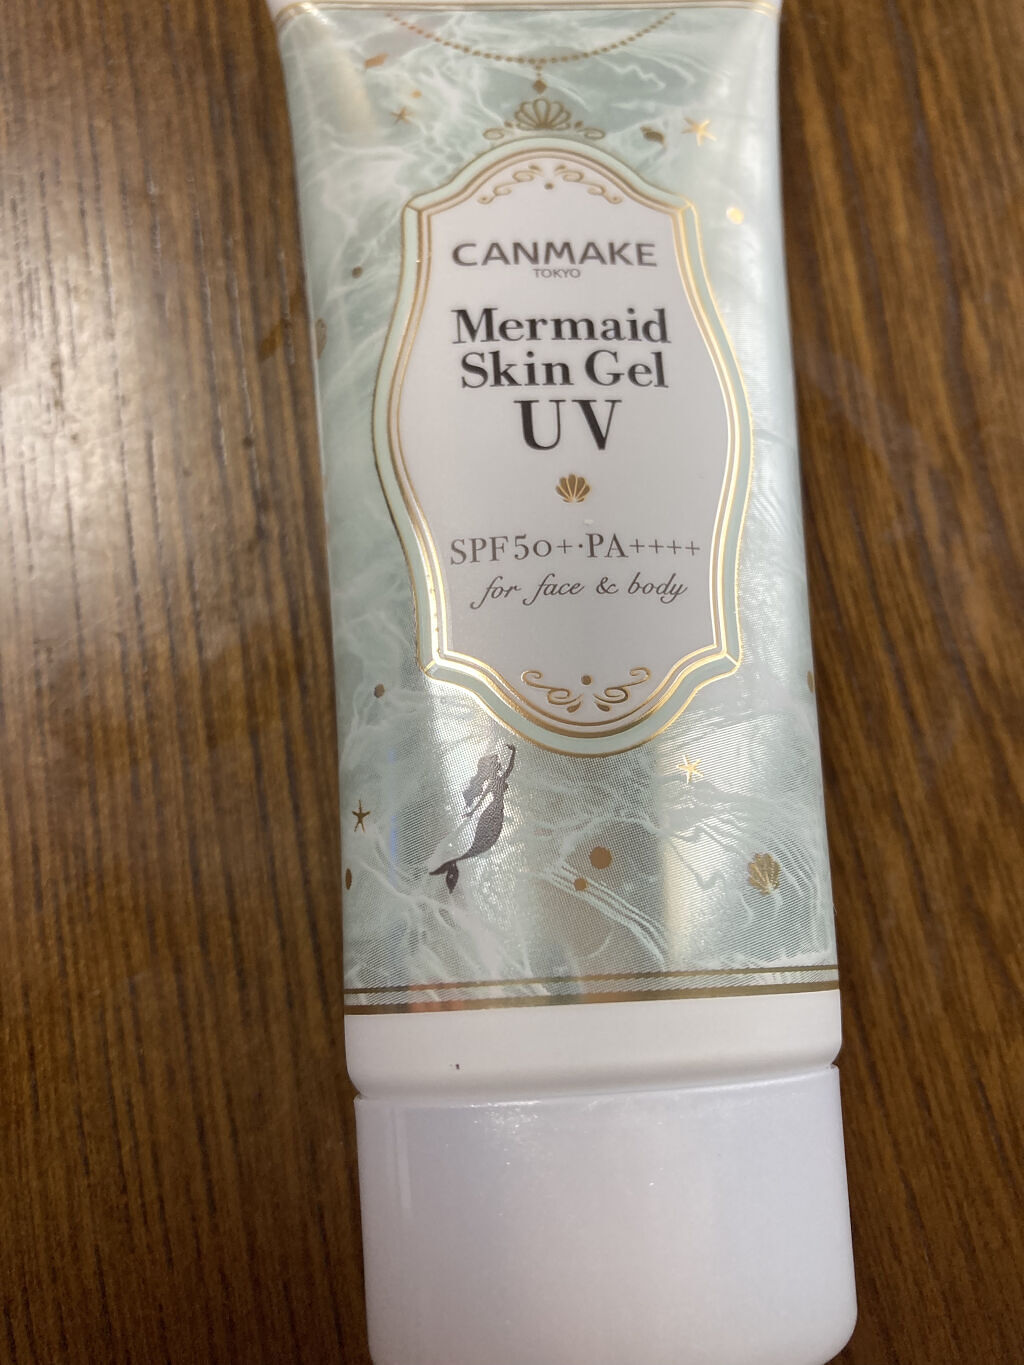 CANMAKE
TOKYO
Mermaid
Skin Gel
UV
SPF50+·PA++++
for face & body